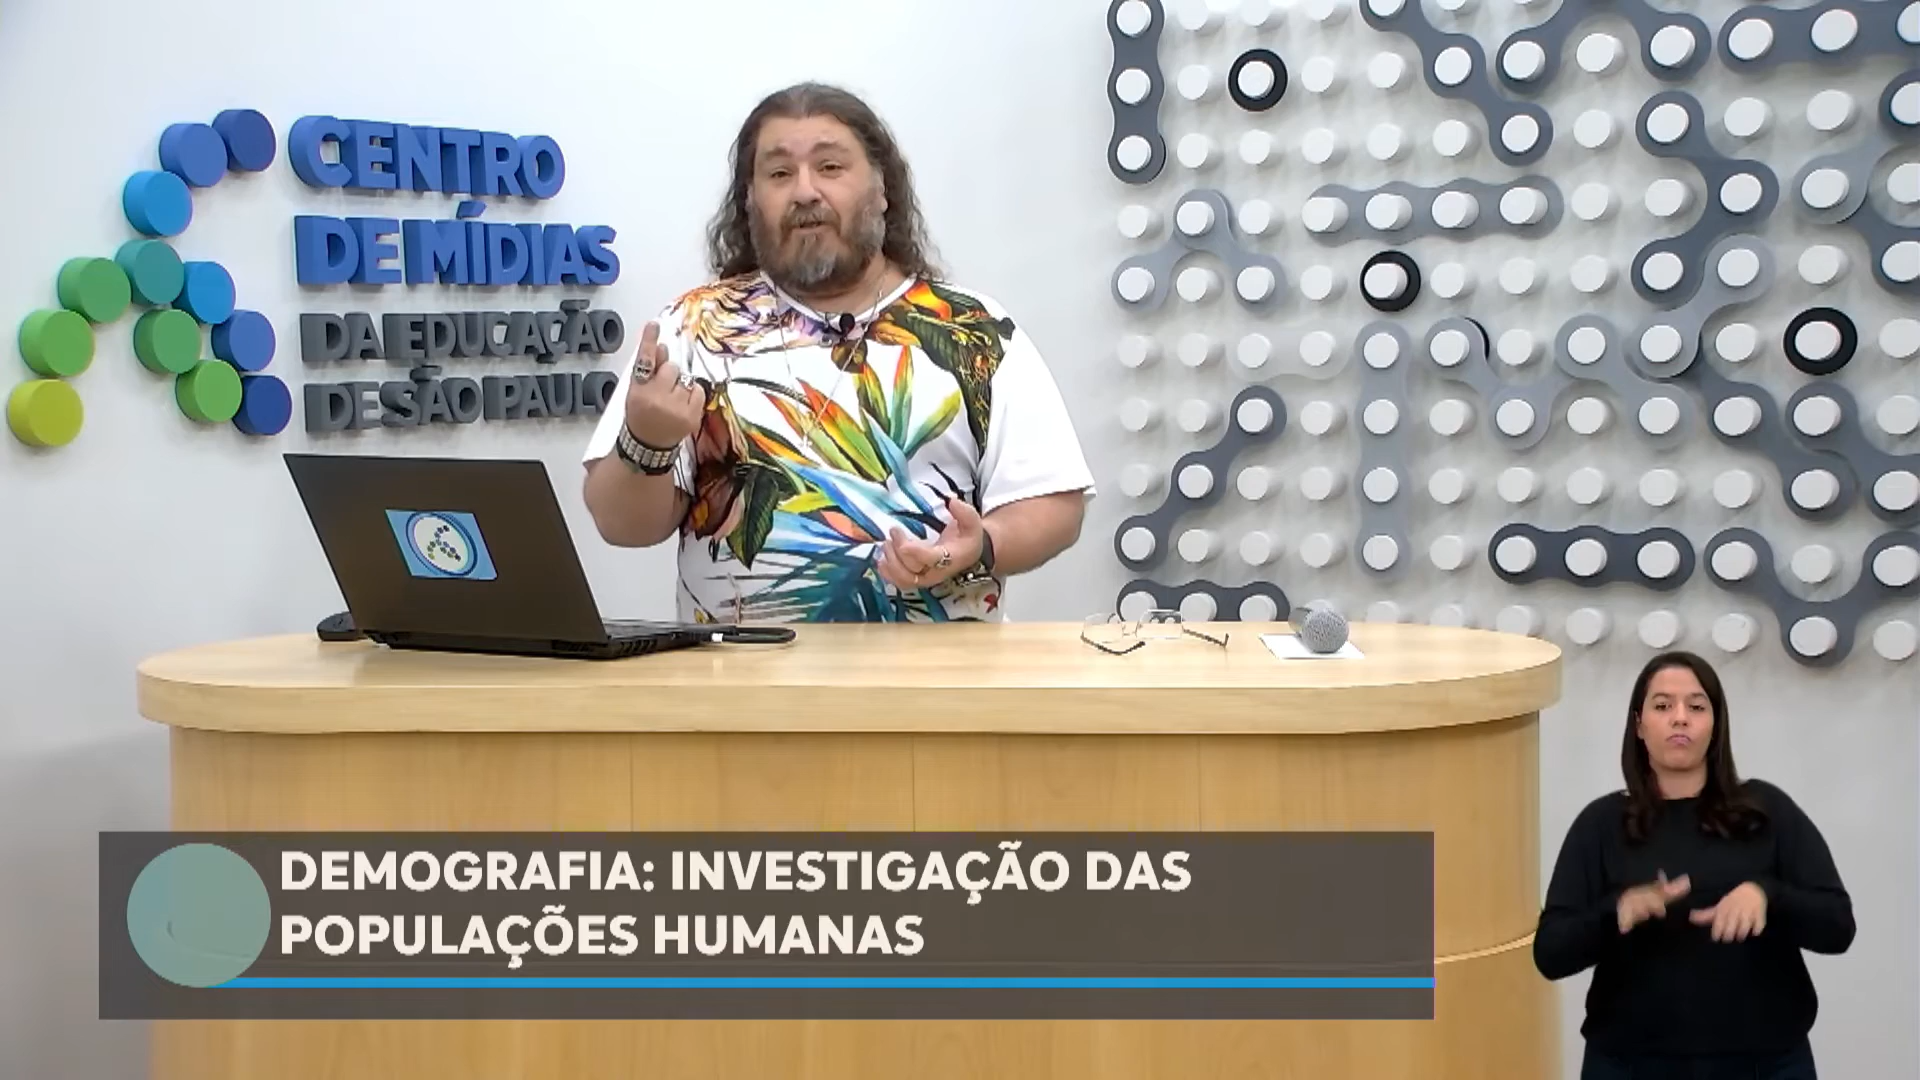 CENTRO
DE MÍDIAS
DA EDUCAÇÃO
DE SÃO PAULO
DEMOGRAFIA: INVESTIGAÇÃO DAS
POPULAÇÕES HUMANAS